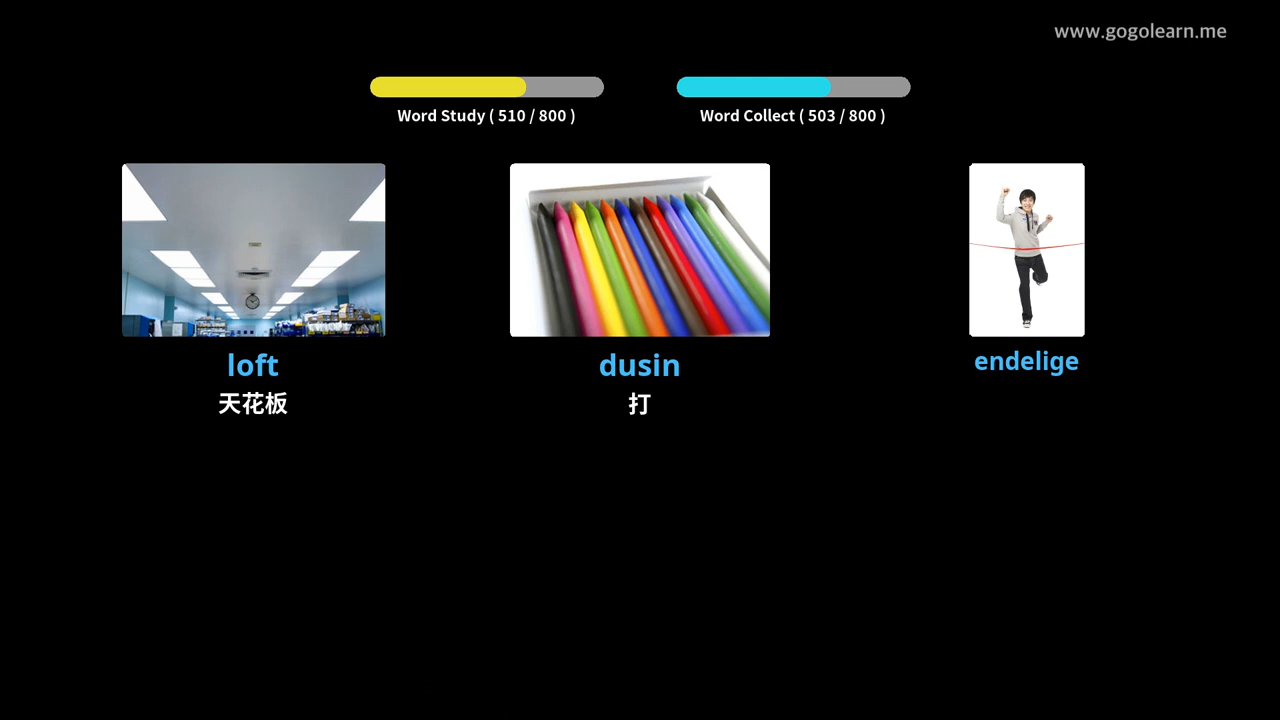 www.gogolearn.me
Word Study ( 510 / 800 )
Word Collect ( 503 / 800 )
loft
天花板
dusin
打
endelige